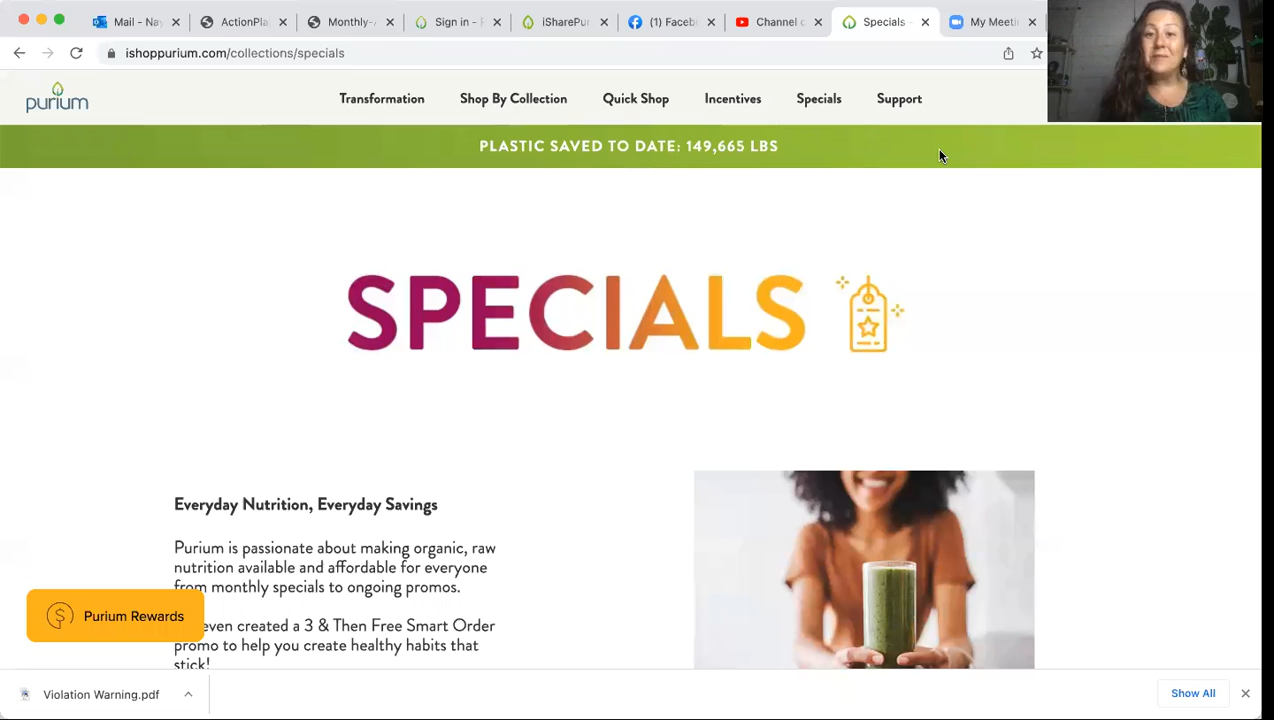 Mail - Nay
ActionPla
Monthly-
Sign in -
iSharePur
(1) Faceb
Channel c
Specials
My Meeti
ishoppurium.com/collections/specials
purium
Transformation
Shop By Collection
Quick Shop
Incentives
Specials
Support
PLASTIC SAVED TO DATE: 149,665 LBS
SPECIALS
Everyday Nutrition, Everyday Savings
Purium is passionate about making organic, raw
nutrition available and affordable for everyone
from monthly specials to ongoing promos.
Purium Rewards
even created a 3 & Then Free Smart Order
promo to help you create healthy habits that
stick!
Violation Warning.pdf
Show All